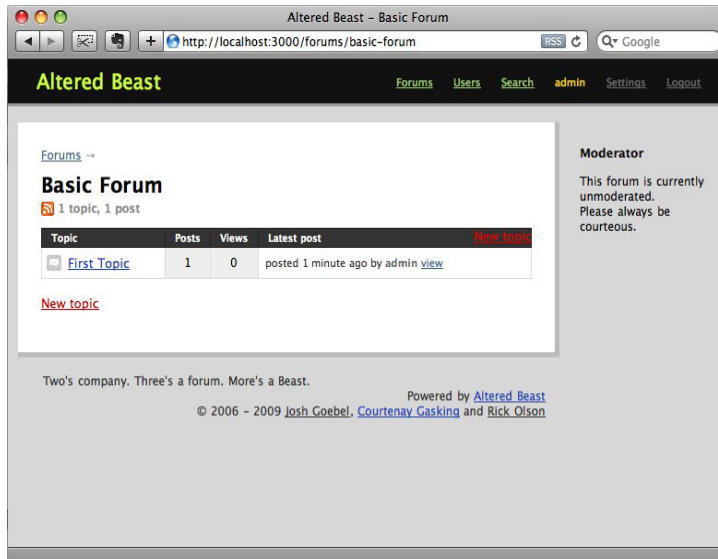 Altered Beast – Basic Forum
http://localhost:3000/forums/basic-forum RSS Google
Altered Beast Forums Users Search admin Settings Logout
Forums →
Basic Forum
1 topic, 1 post
Topic Posts Views Latest post New topic
First Topic 1 0 posted 1 minute ago by admin view
New topic
Moderator
This forum is currently
unmoderated.
Please always be
courteous.
Two's company. Three's a forum. More's a Beast.
Powered by Altered Beast
© 2006 – 2009 Josh Goebel, Courtenay Gasking and Rick Olson